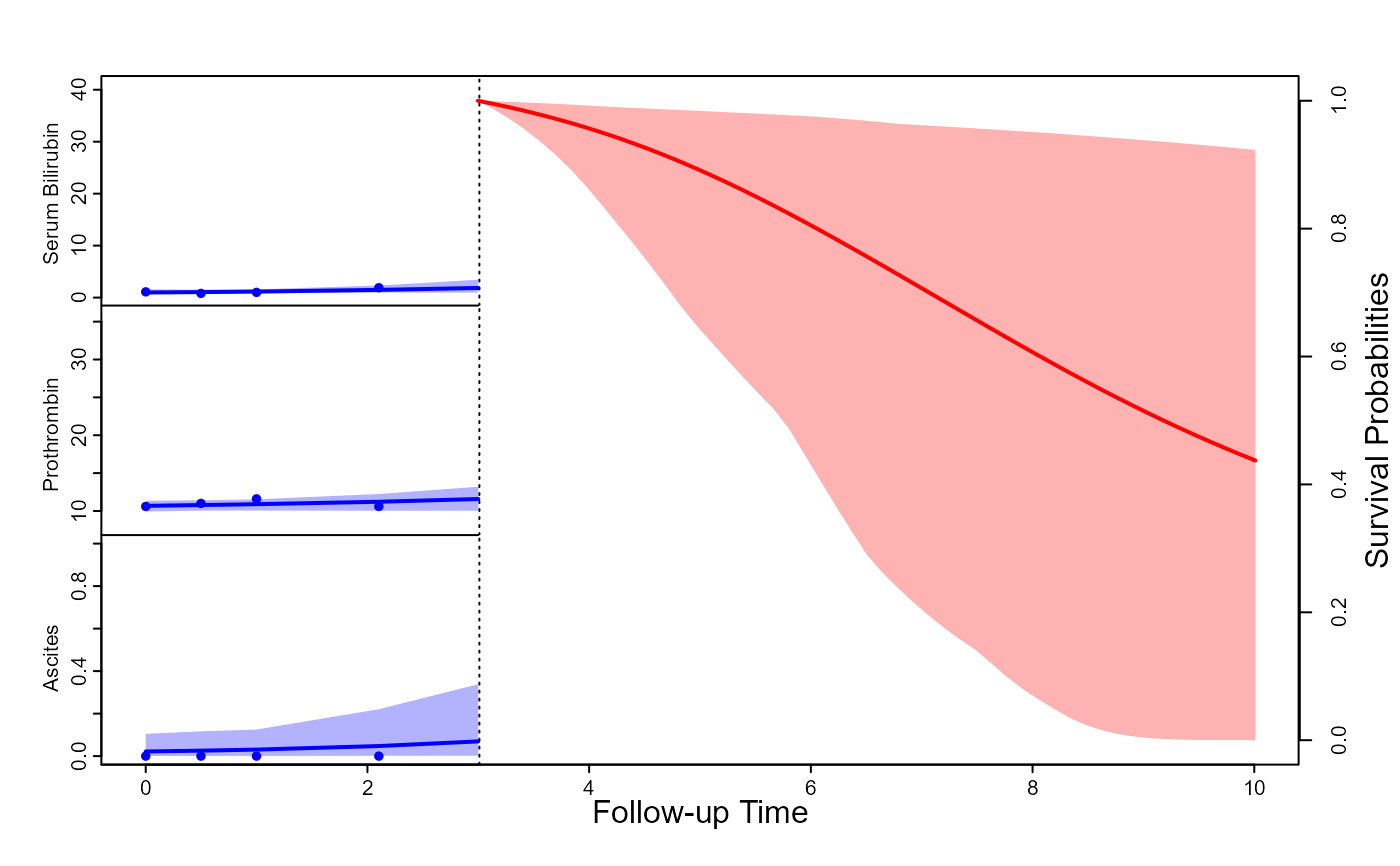 Serum Bilirubin
0 10 20 30 40
Prothrombin
10 20 30
Ascites
0.0 0.4 0.8
0 2 4 6 8 10
Follow-up Time
0.0 0.2 0.4 0.6 0.8 1.0
Survival Probabilities